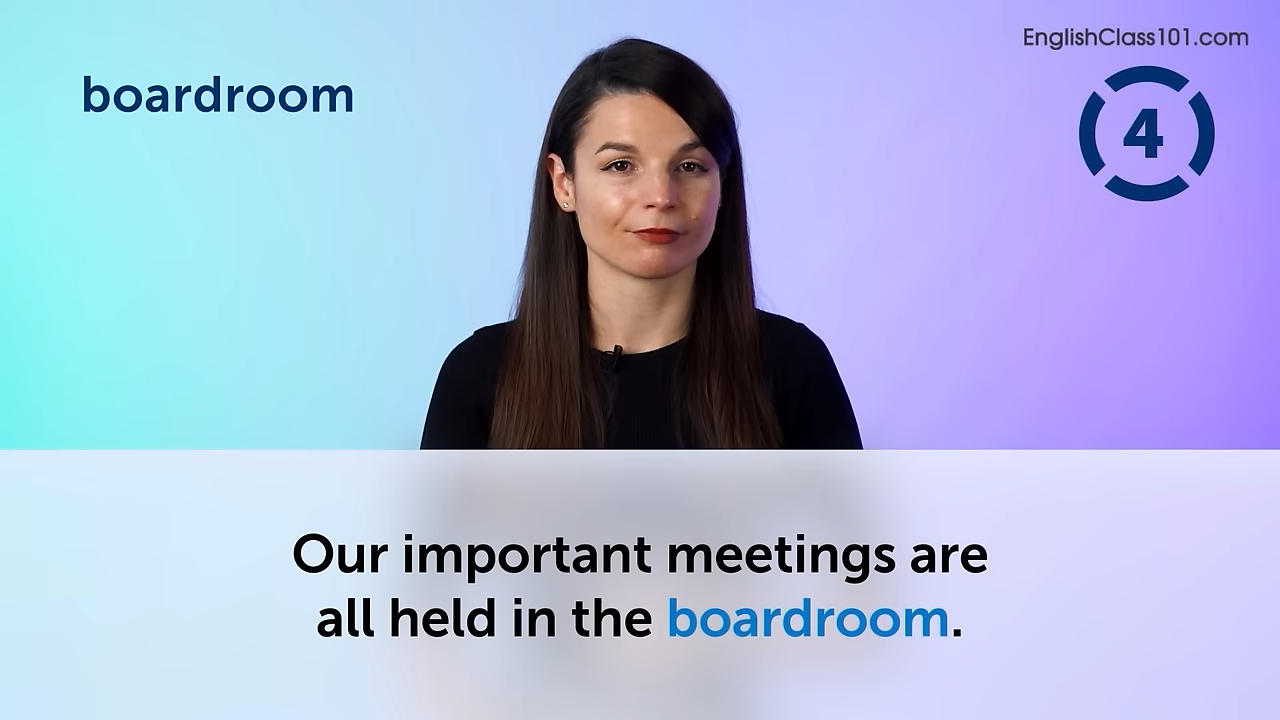 EnglishClass101.com
boardroom
4
Our important meetings are
all held in the boardroom.